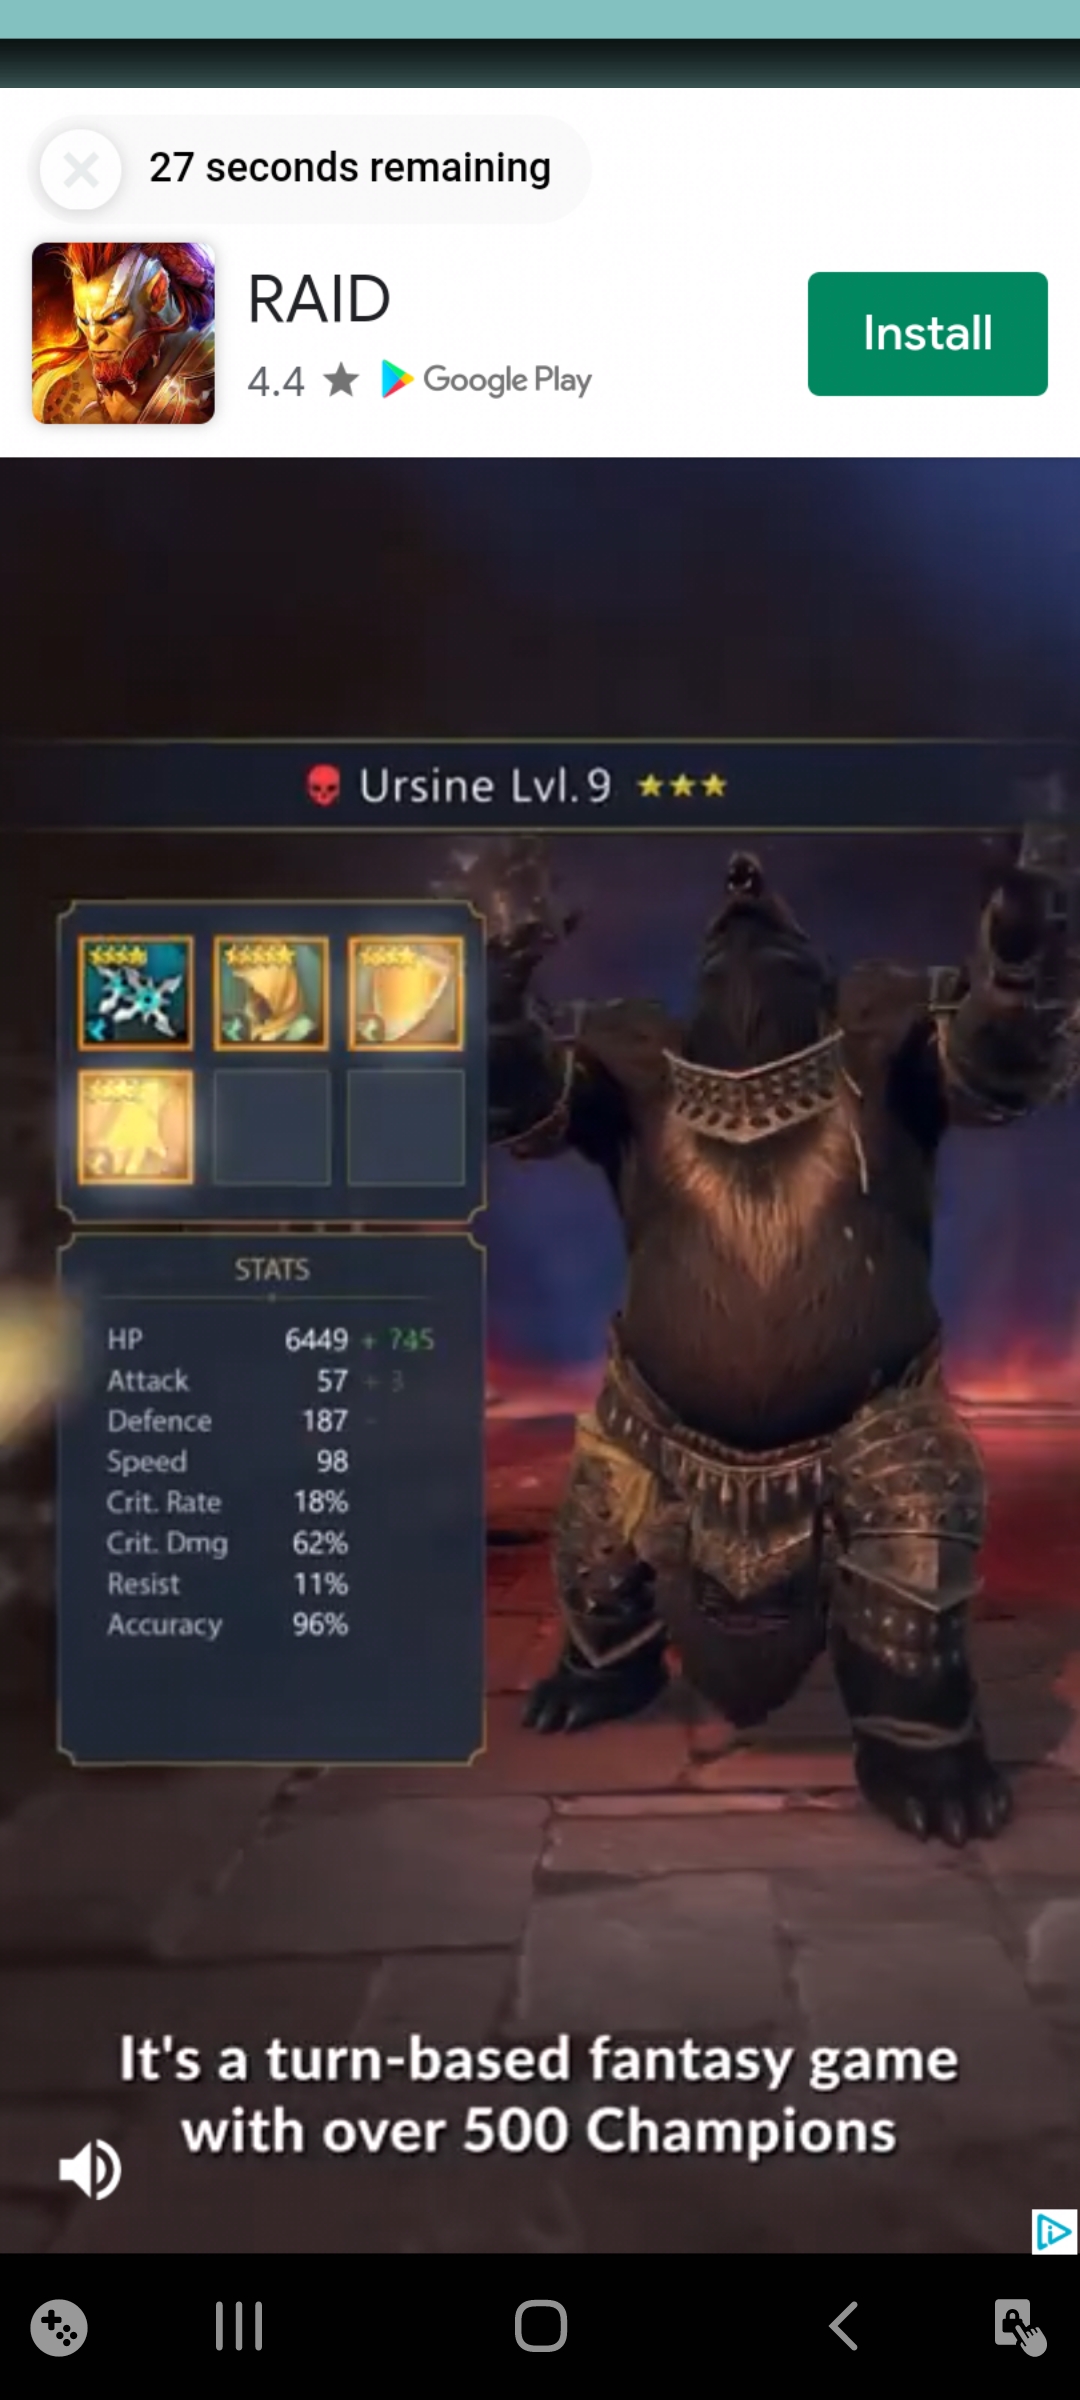 27 seconds remaining
RAID
4.4 ★ Google Play
Install
Ursine Lvl. 9
STATS
HP 6449 + 745
Attack 57 + 3
Defence 187 -
Speed 98
Crit. Rate 18%
Crit. Dmg 62%
Resist 11%
Accuracy 96%
It's a turn-based fantasy game
with over 500 Champions